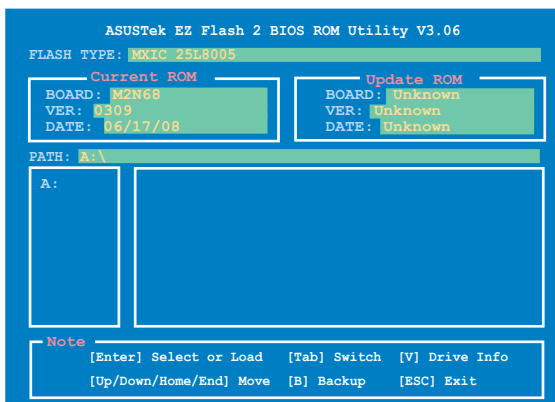 ASUSTek EZ Flash 2 BIOS ROM Utility V3.06
FLASH TYPE: MXIC 25L8005
Current ROM
BOARD: M2N68
VER: 0309
DATE: 06/17/08
Update ROM
BOARD: Unknown
VER: Unknown
DATE: Unknown
PATH: A:\
A:
Note
[Enter] Select or Load [Tab] Switch [V] Drive Info
[Up/Down/Home/End] Move [B] Backup [ESC] Exit